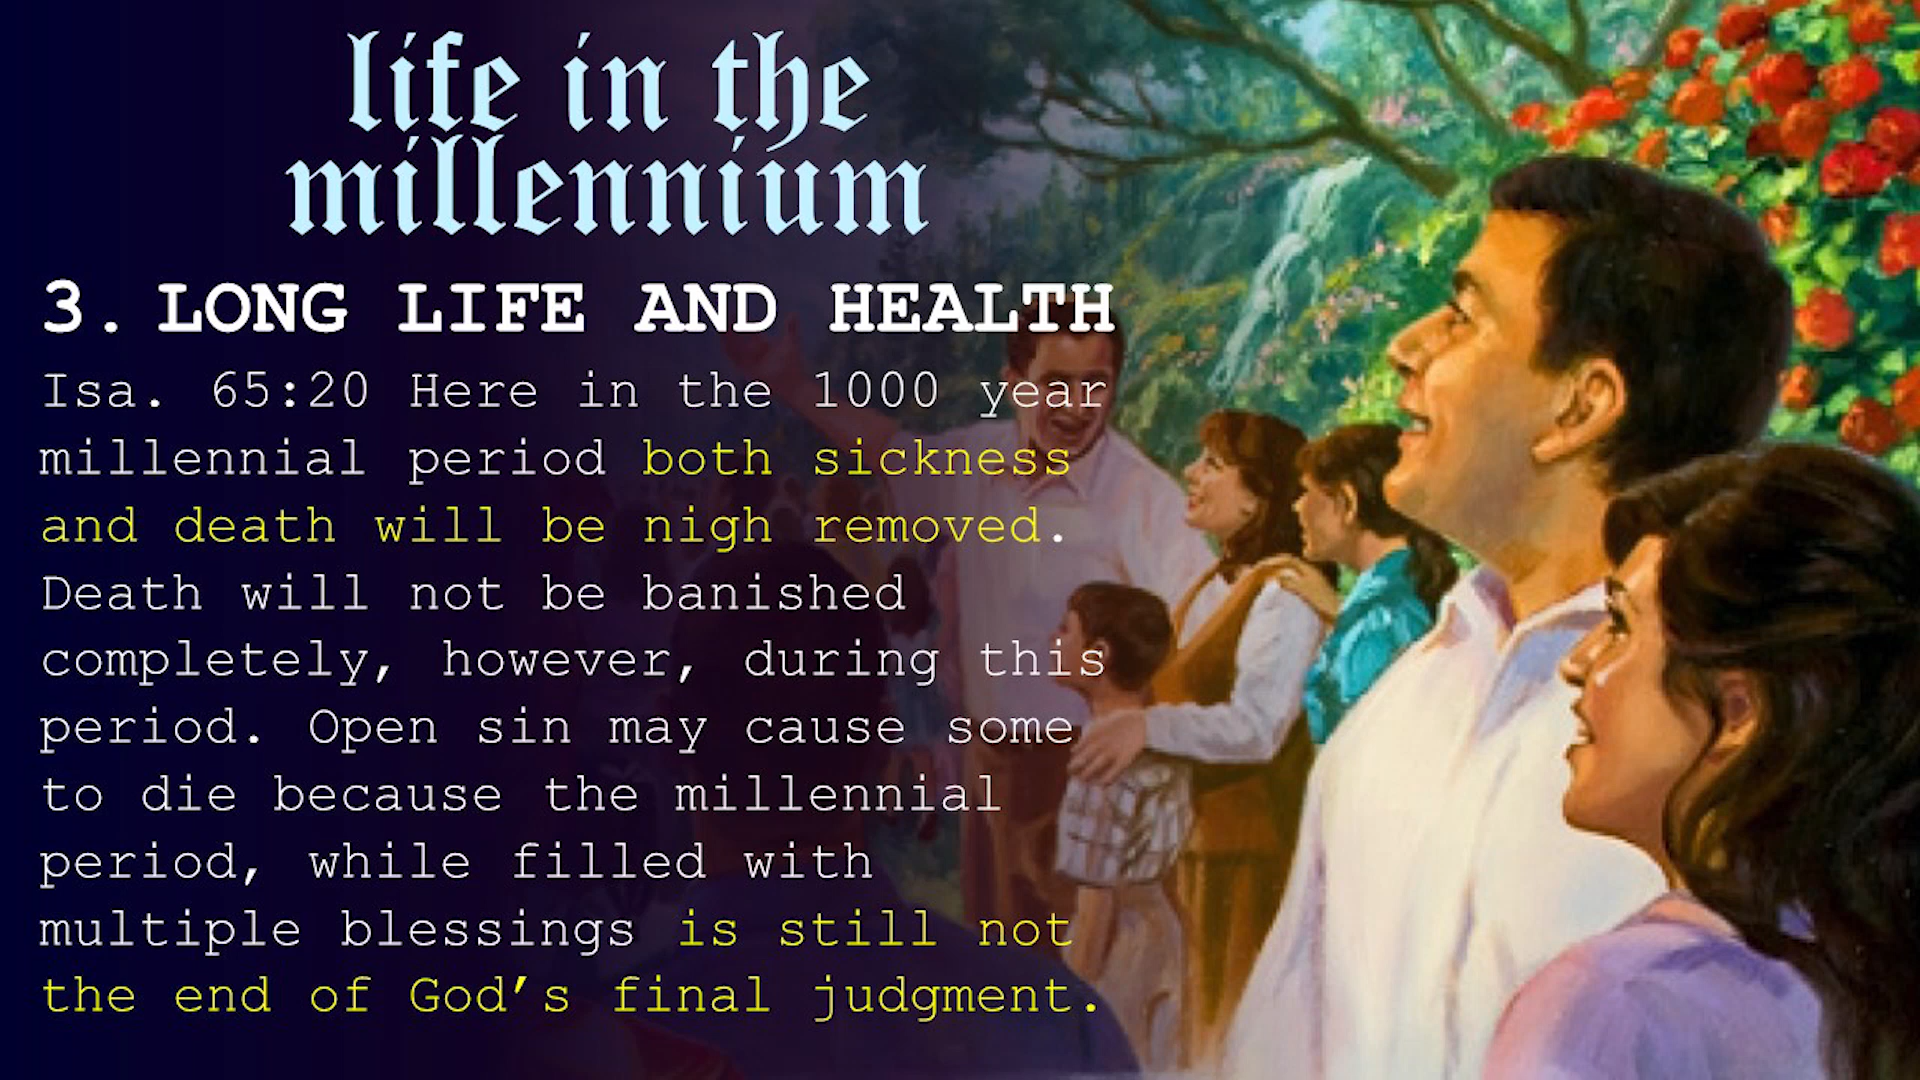 life in the
millennium
3. LONG LIFE AND HEALTH
Isa. 65:20 Here in the 1000 year
millennial period both sickness
and death will be nigh removed.
Death will not be banished
completely, however, during this
period. Open sin may cause some
to die because the millennial
period, while filled with
multiple blessings is still not
the end of God’s final judgment.